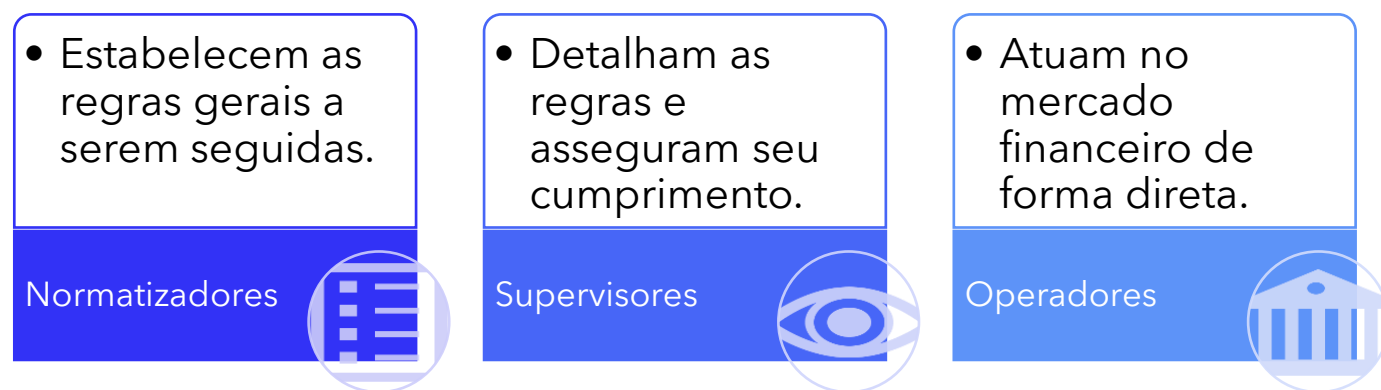 • Estabelecem as
regras gerais a
serem seguidas.
Normatizadores
• Detalham as
regras e
asseguram seu
cumprimento.
Supervisores
• Atuam no
mercado
financeiro de
forma direta.
Operadores